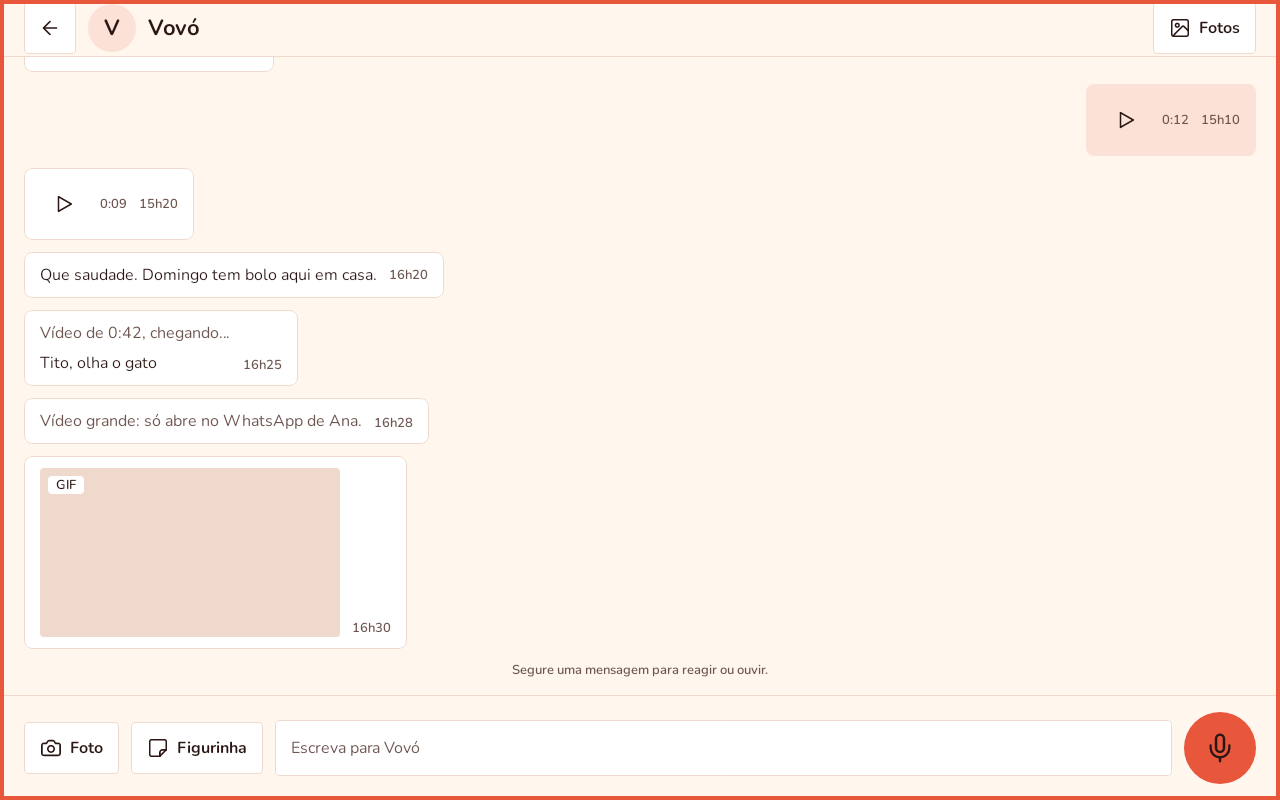 V
Vovó
Fotos
0:12 15h10
0:09 15h20
Que saudade. Domingo tem bolo aqui em casa. 16h20
Vídeo de 0:42, chegando...
Tito, olha o gato 16h25
Vídeo grande: só abre no WhatsApp de Ana. 16h28
GIF
16h30
Segure uma mensagem para reagir ou ouvir.
Foto
Figurinha
Escreva para Vovó